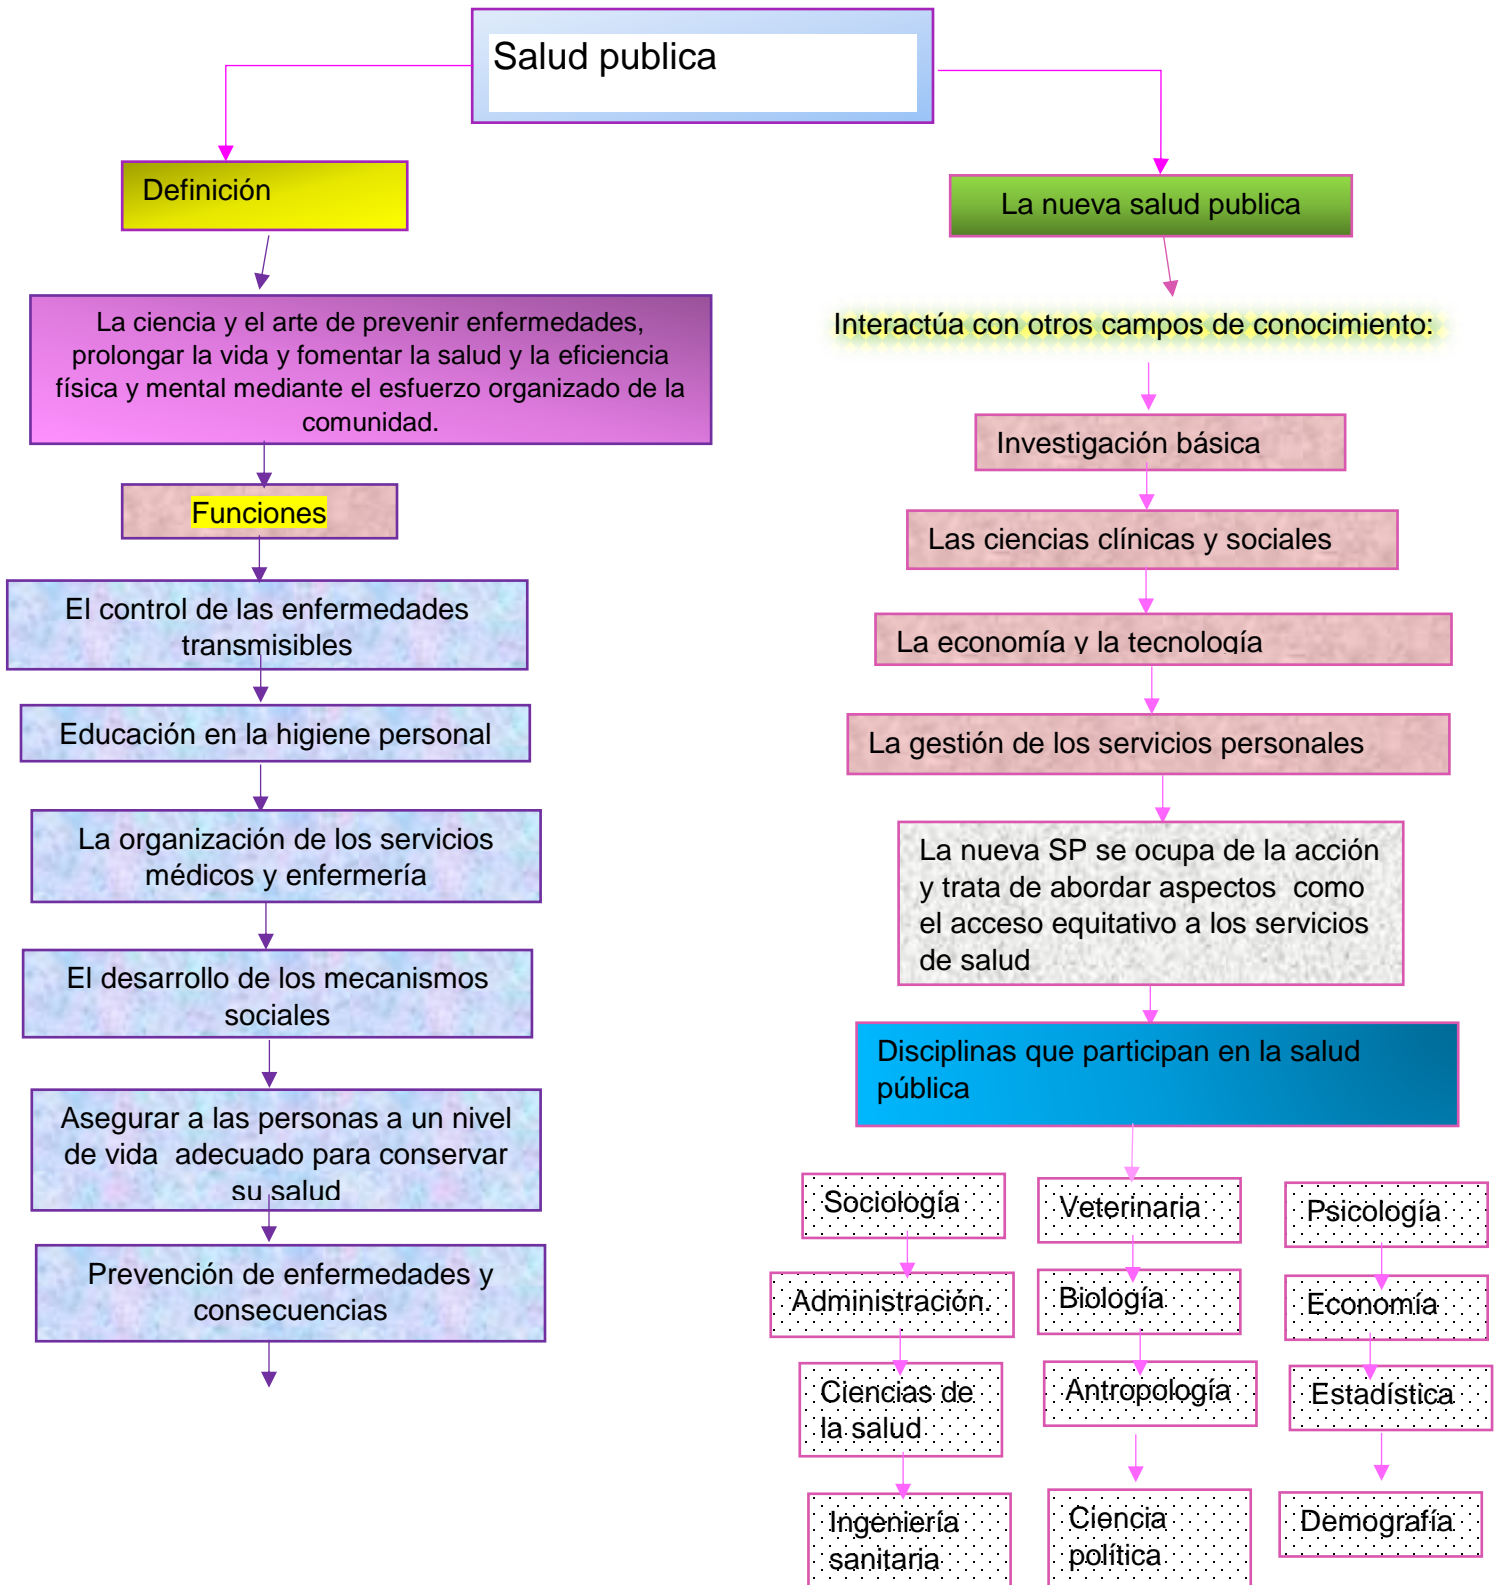 Salud publica
Definición
La ciencia y el arte de prevenir enfermedades,
prolongar la vida y fomentar la salud y la eficiencia
física y mental mediante el esfuerzo organizado de la
comunidad.
Funciones
El control de las enfermedades
transmisibles
Educación en la higiene personal
La organización de los servicios
médicos y enfermería
El desarrollo de los mecanismos
sociales
Asegurar a las personas a un nivel
de vida adecuado para conservar
su salud
Prevención de enfermedades y
consecuencias
La nueva salud publica
Interactúa con otros campos de conocimiento:
Investigación básica
Las ciencias clínicas y sociales
La economía y la tecnología
La gestión de los servicios personales
La nueva SP se ocupa de la acción
y trata de abordar aspectos como
el acceso equitativo a los servicios
de salud
Disciplinas que participan en la salud
pública
Sociología
Administración.
Ciencias de
la salud
Ingeniería
sanitaria
Veterinaria
Biología
Antropología
Ciencia
política
Psicología
Economía
Estadística
Demografía